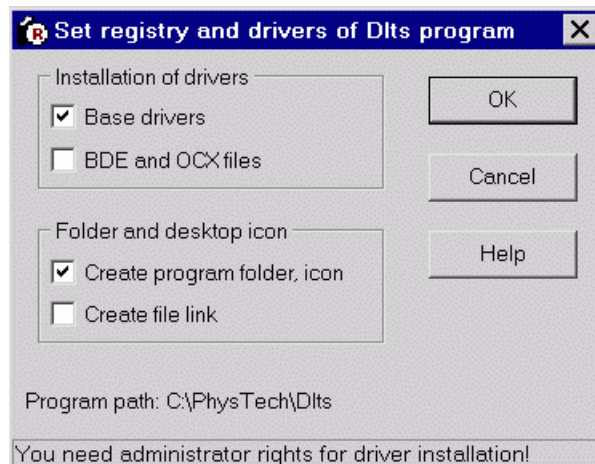 Set registry and drivers of Dlts program
Installation of drivers
Base drivers
BDE and OCX files
Folder and desktop icon
Create program folder, icon
Create file link
OK
Cancel
Help
Program path: C:\PhysTech\Dlts
You need administrator rights for driver installation!